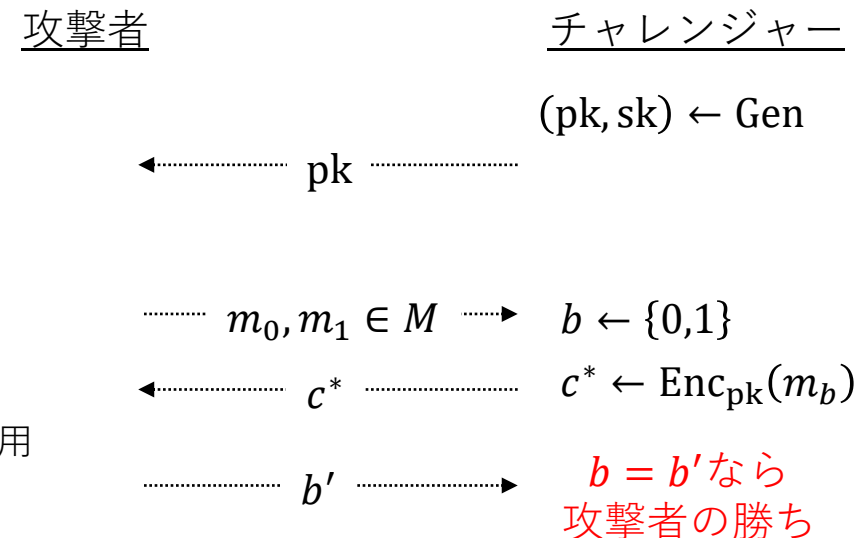 攻撃者 チャレンジャー
(pk, sk) ← Gen
pk
m₀, m₁ ∈ M b ← {0,1}
c* c* ← Enc_pk(m_b)
用
b′ b = b′なら
攻撃者の勝ち